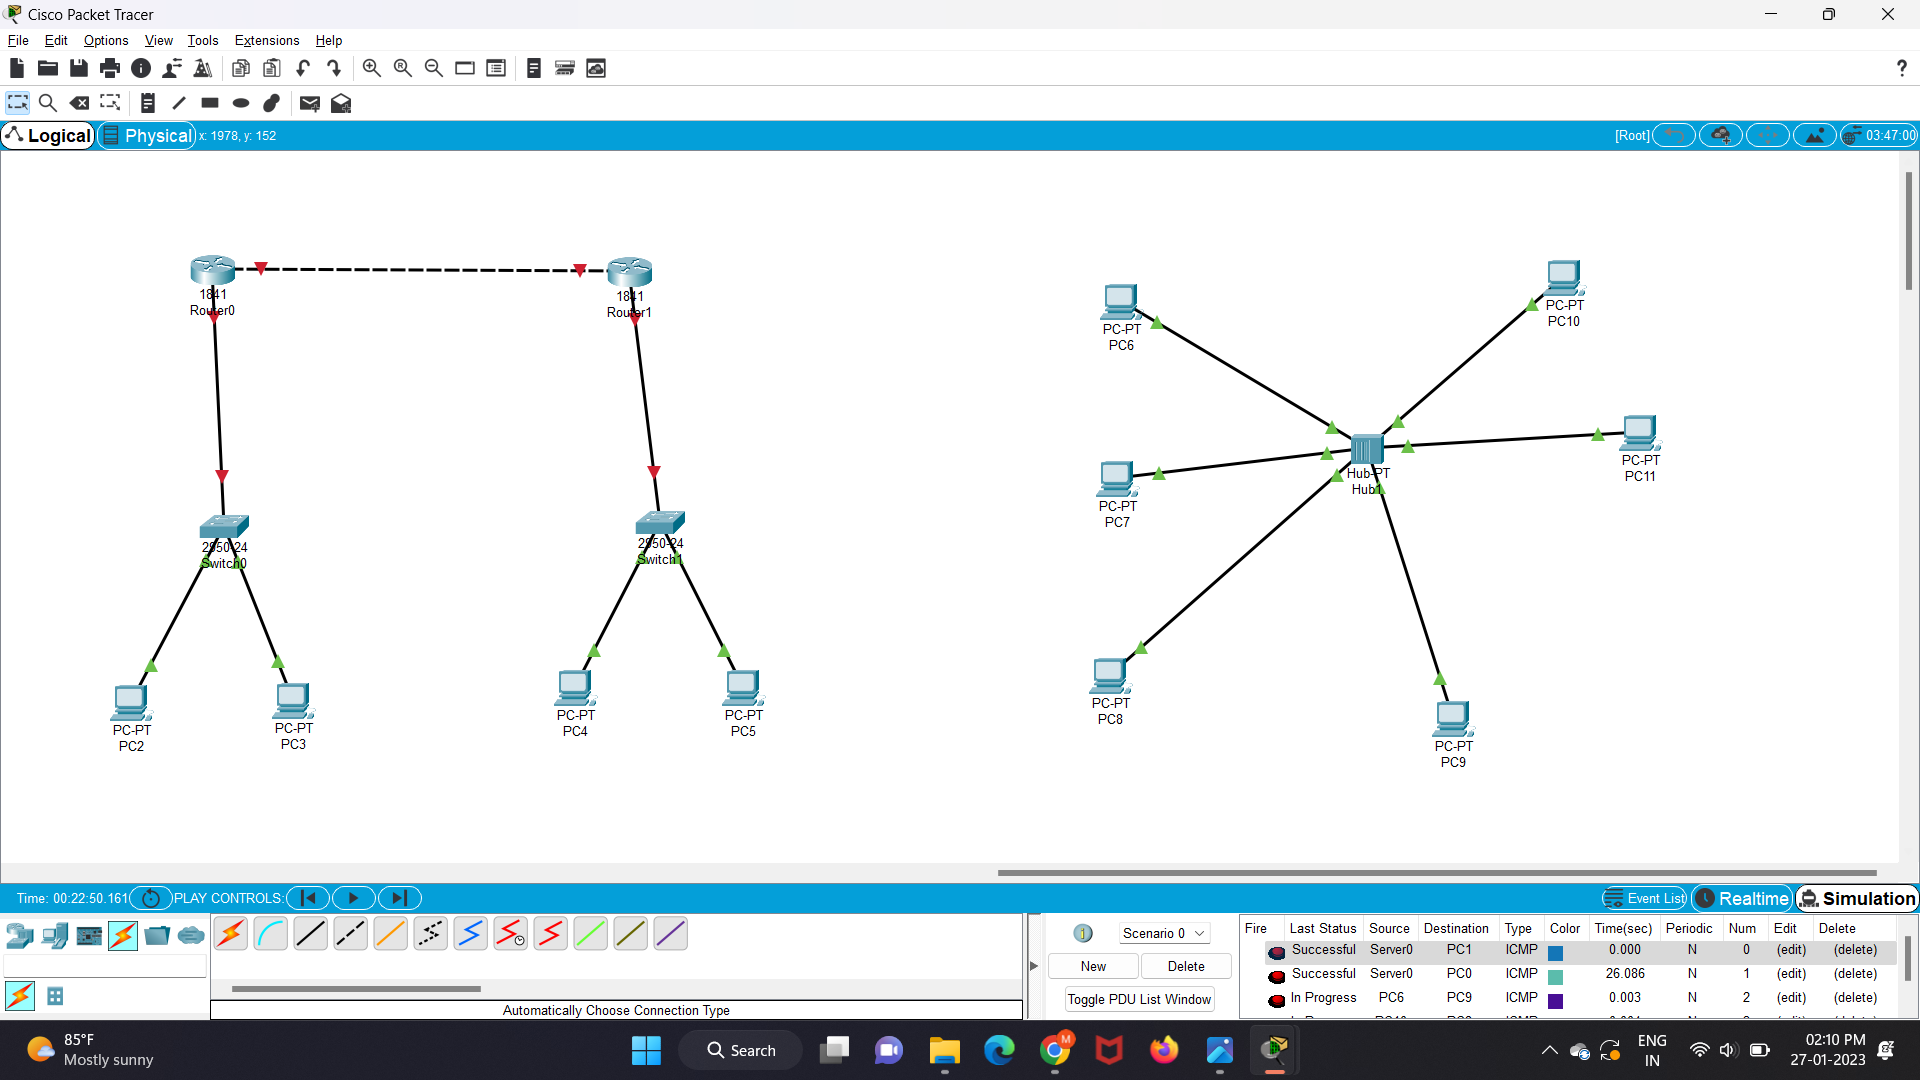 Cisco Packet Tracer
File Edit Options View Tools Extensions Help
?
Logical Physical x: 1978, y: 152 [Root] 03:47:00
1841
Router0
1841
Router1
PC-PT
PC6
PC-PT
PC10
PC-PT
PC11
Hub-PT
Hub1
PC-PT
PC7
2950-24
Switch0
2950-24
Switch1
PC-PT
PC8
PC-PT
PC9
PC-PT
PC2
PC-PT
PC3
PC-PT
PC4
PC-PT
PC5
Time: 00:22:50.161 PLAY CONTROLS: Event List Realtime Simulation
Scenario 0
New Delete
Toggle PDU List Window
Fire Last Status Source Destination Type Color Time(sec) Periodic Num Edit Delete
Successful Server0 PC1 ICMP 0.000 N 0 (edit) (delete)
Successful Server0 PC0 ICMP 26.086 N 1 (edit) (delete)
In Progress PC6 PC9 ICMP 0.003 N 2 (edit) (delete)
Automatically Choose Connection Type
85°F
Mostly sunny
Search
M
ENG
IN
02:10 PM
27-01-2023